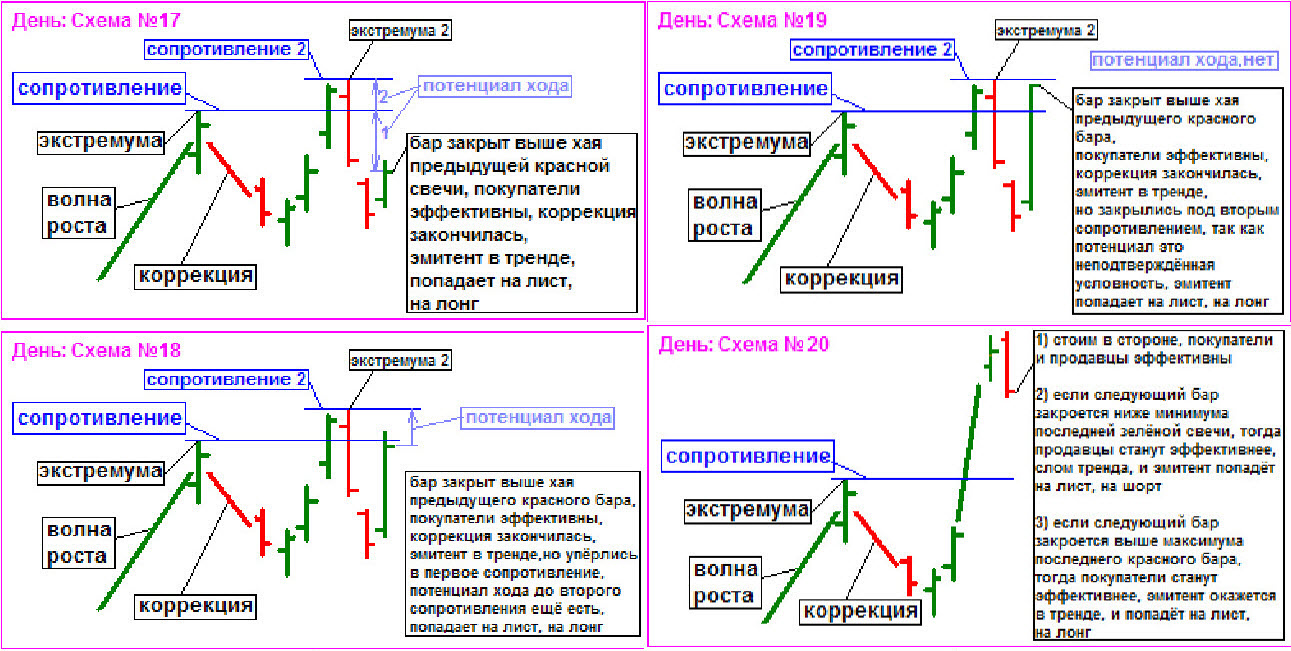 День: Схема №17
экстремума 2
сопротивление 2
сопротивление
потенциал хода
2
1
экстремума
бар закрыт выше хая
предыдущей красной
свечи, покупатели
эффективны, коррекция
закончилась,
эмитент в тренде,
попадает на лист,
на лонг
волна
роста
коррекция
День: Схема №19
экстремума 2
сопротивление 2
потенциал хода,нет
сопротивление
экстремума
бар закрыт выше хая
предыдущего красного
бара,
покупатели эффективны,
коррекция закончилась,
эмитент в тренде,
но закрылись под вторым
сопротивлением, так как
потенциал это
неподтверждённая
условность, эмитент
попадает на лист, на лонг
волна
роста
коррекция
День: Схема №18
экстремума 2
сопротивление 2
сопротивление
потенциал хода
экстремума
бар закрыт выше хая
предыдущего красного бара,
покупатели эффективны,
коррекция закончилась,
эмитент в тренде,но упёрлись
в первое сопротивление,
потенциал хода до второго
сопротивления ещё есть,
попадает на лист, на лонг
волна
роста
коррекция
День: Схема №20
1) стоим в стороне, покупатели
и продавцы эффективны
2) если следующий бар
закроется ниже минимума
последней зелёной свечи, тогда
продавцы станут эффективнее,
слом тренда, и эмитент попадёт
на лист, на шорт
3) если следующий бар
закроется выше максимума
последнего красного бара,
тогда покупатели станут
эффективнее, эмитент окажется
в тренде, и попадёт на лист,
на лонг
сопротивление
экстремума
волна
роста
коррекция